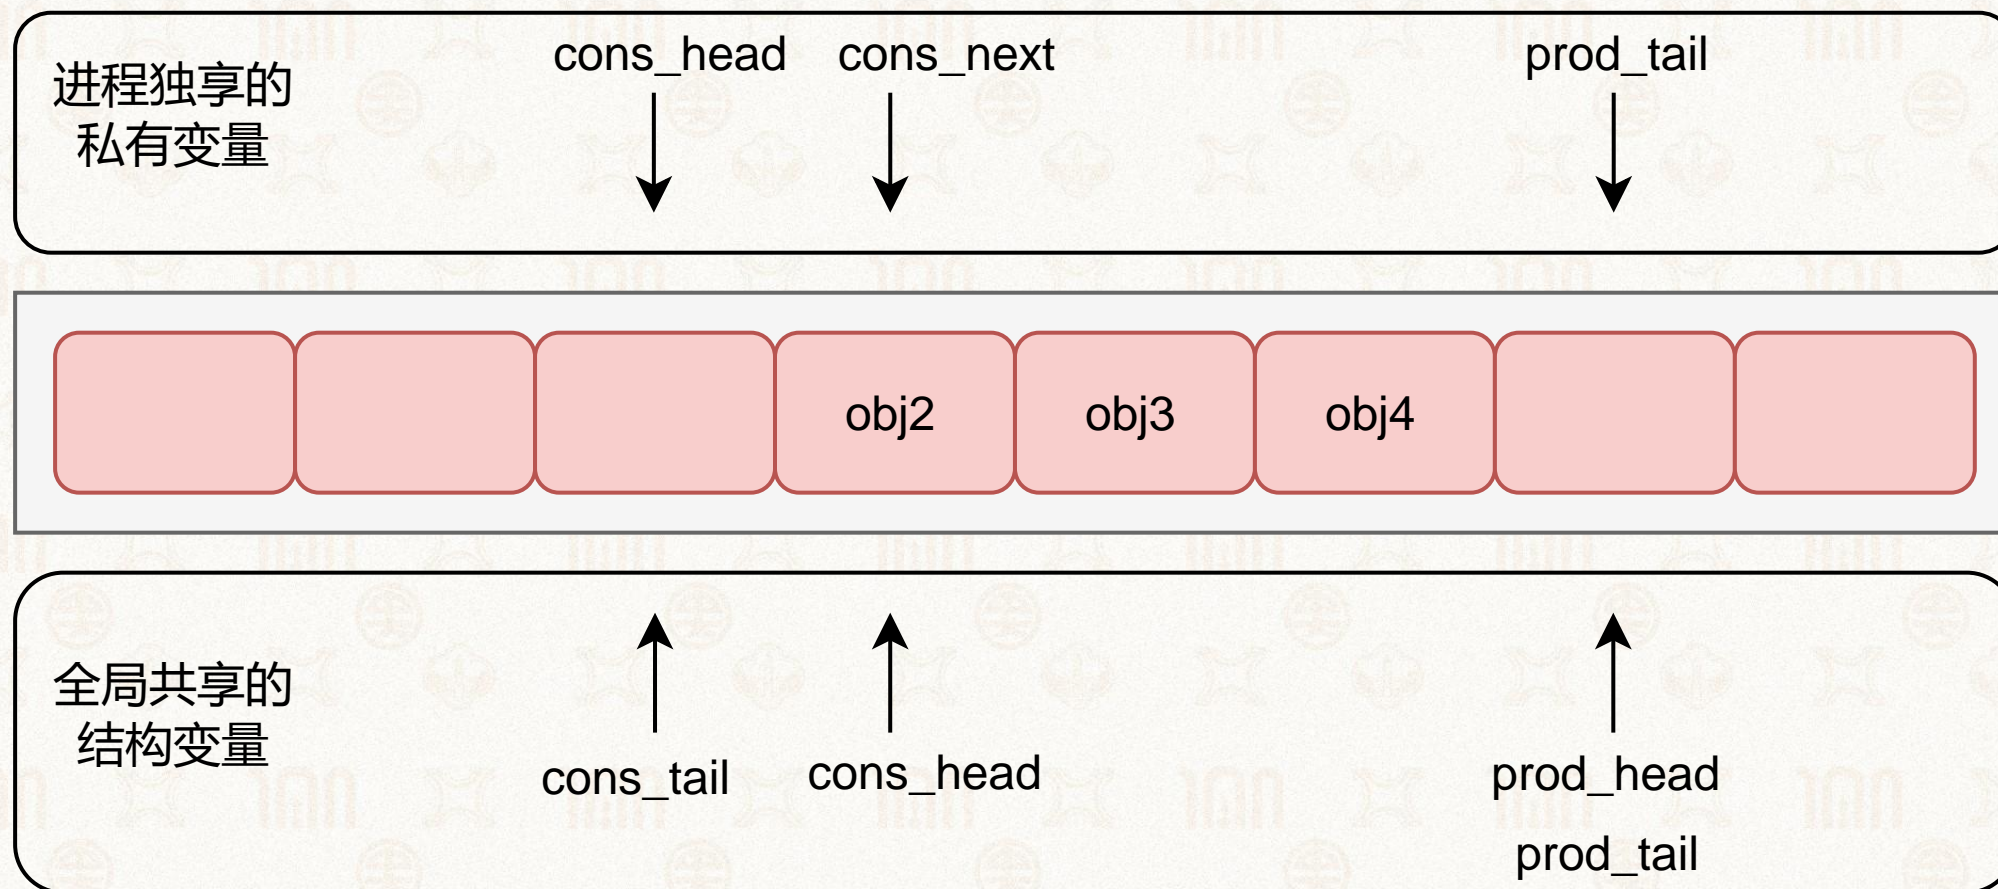 进程独享的
私有变量
cons_head cons_next prod_tail
obj2 obj3 obj4
全局共享的
结构变量
cons_tail cons_head prod_head
prod_tail